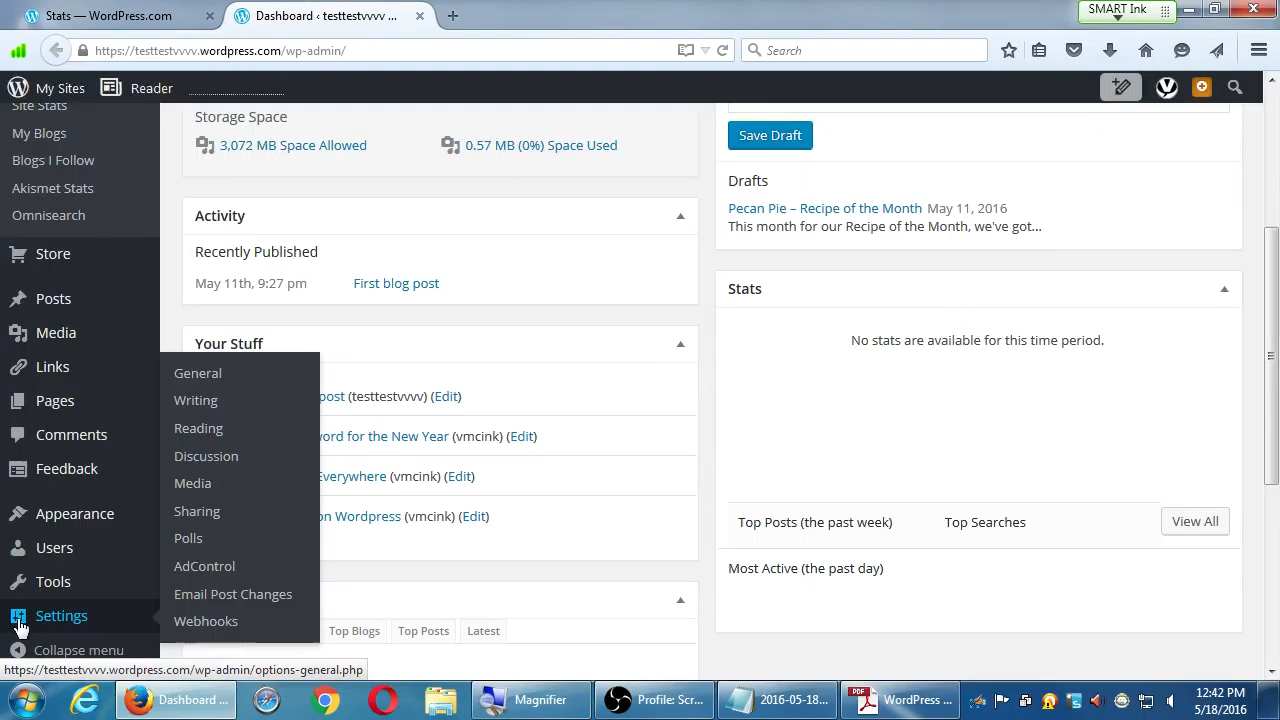 Stats — WordPress.com
Dashboard ‹ testtestvvvv ...
SMART Ink
https://testtestvvvv.wordpress.com/wp-admin/
Search
My Sites
Reader
Site Stats
My Blogs
Blogs I Follow
Akismet Stats
Omnisearch
Store
Posts
Media
Links
Pages
Comments
Feedback
Appearance
Users
Tools
Settings
Collapse menu
General
Writing
Reading
Discussion
Media
Sharing
Polls
AdControl
Email Post Changes
Webhooks
Storage Space
3,072 MB Space Allowed
0.57 MB (0%) Space Used
Activity
Recently Published
May 11th, 9:27 pm
First blog post
Your Stuff
post (testtestvvvv) (Edit)
word for the New Year (vmcink) (Edit)
Everywhere (vmcink) (Edit)
on Wordpress (vmcink) (Edit)
Top Blogs
Top Posts
Latest
Save Draft
Drafts
Pecan Pie – Recipe of the Month May 11, 2016
This month for our Recipe of the Month, we've got...
Stats
No stats are available for this time period.
Top Posts (the past week)
Top Searches
View All
Most Active (the past day)
https://testtestvvvv.wordpress.com/wp-admin/options-general.php
Dashboard ...
Magnifier
Profile: Scr...
2016-05-18...
PDF
WordPress ...
12:42 PM
5/18/2016